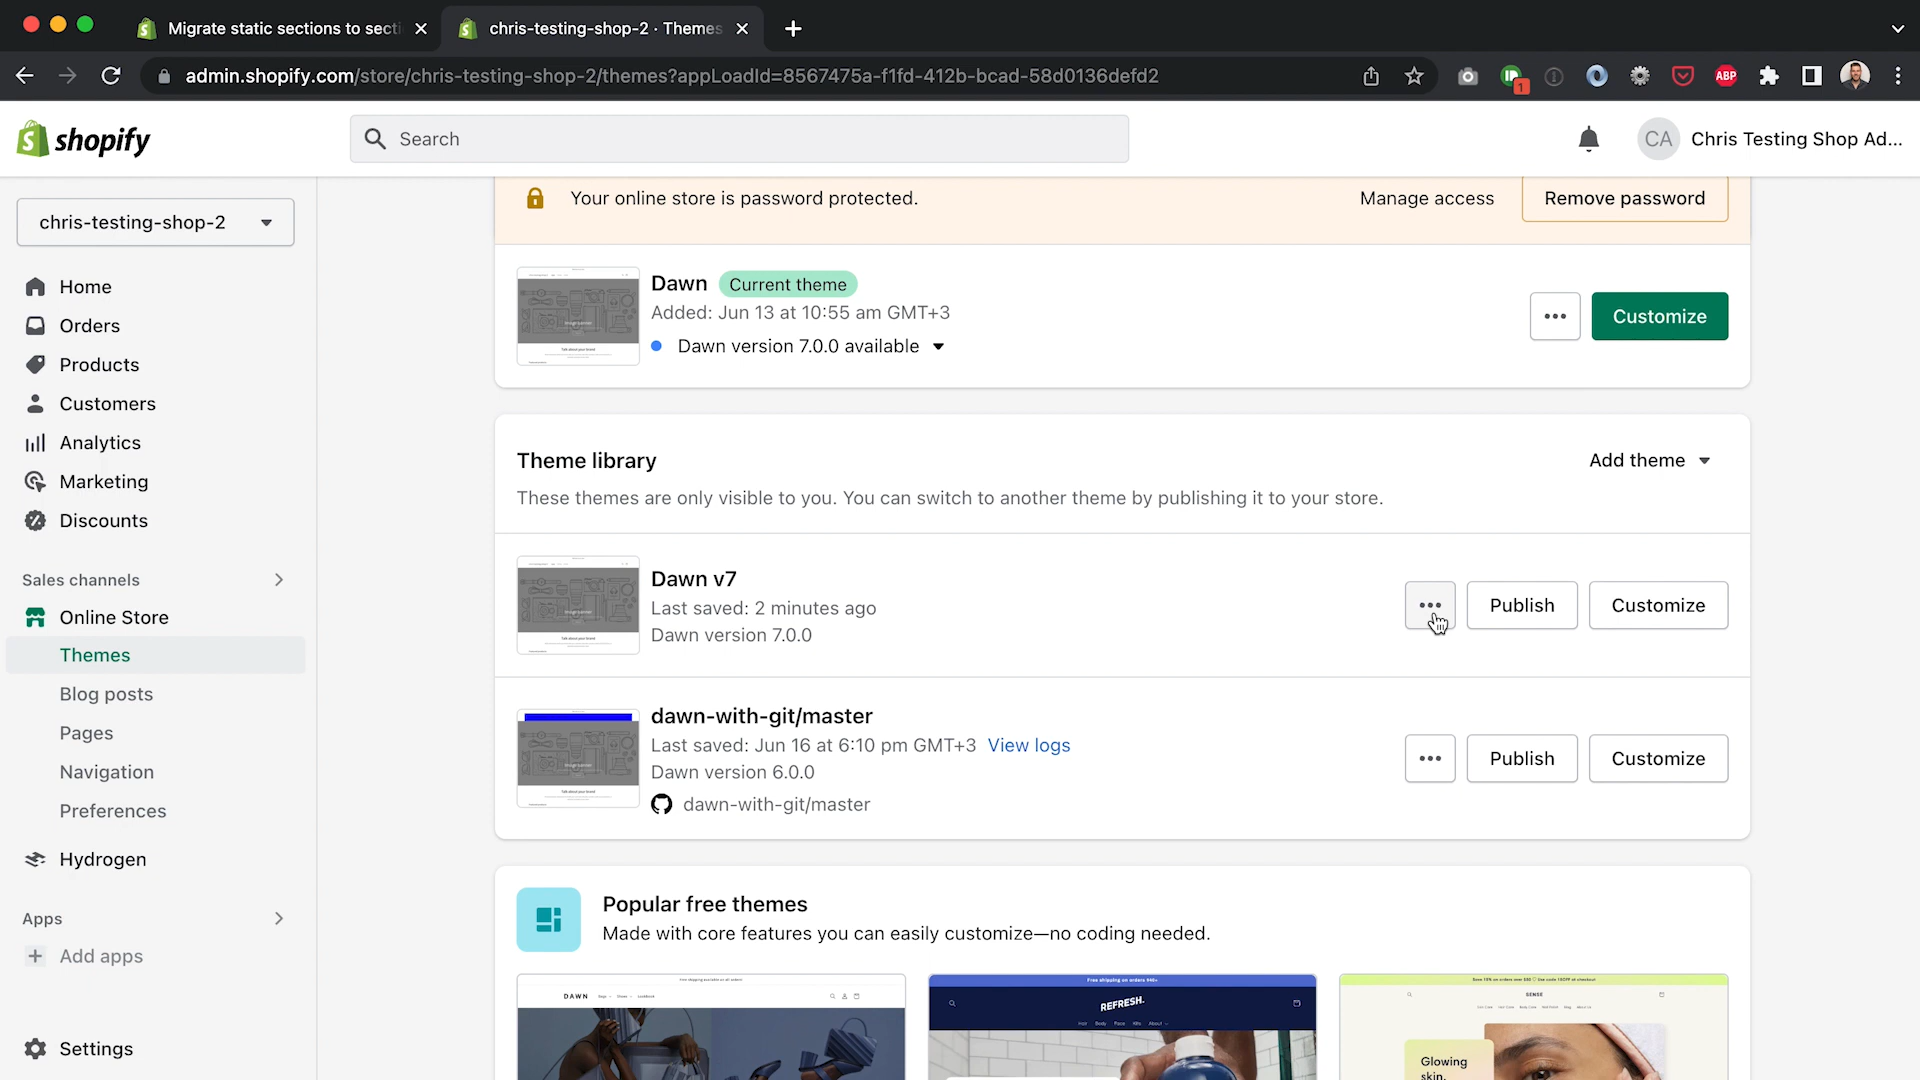 Migrate static sections to secti
chris-testing-shop-2 · Themes
admin.shopify.com/store/chris-testing-shop-2/themes?appLoadId=8567475a-f1fd-412b-bcad-58d0136defd2
1
ABP
shopify
Search
CA
Chris Testing Shop Ad...
chris-testing-shop-2
Home
Orders
Products
Customers
Analytics
Marketing
Discounts
Sales channels
Online Store
Themes
Blog posts
Pages
Navigation
Preferences
Hydrogen
Apps
Add apps
Settings
Your online store is password protected.
Manage access
Remove password
Dawn
Current theme
Added: Jun 13 at 10:55 am GMT+3
Dawn version 7.0.0 available
Customize
Theme library
Add theme
These themes are only visible to you. You can switch to another theme by publishing it to your store.
Dawn v7
Last saved: 2 minutes ago
Dawn version 7.0.0
Publish
Customize
dawn-with-git/master
Last saved: Jun 16 at 6:10 pm GMT+3 View logs
Dawn version 6.0.0
dawn-with-git/master
Publish
Customize
Popular free themes
Made with core features you can easily customize—no coding needed.
DAWN
Free shipping on orders $40+
REFRESH.
SENSE
Glowing
skin.